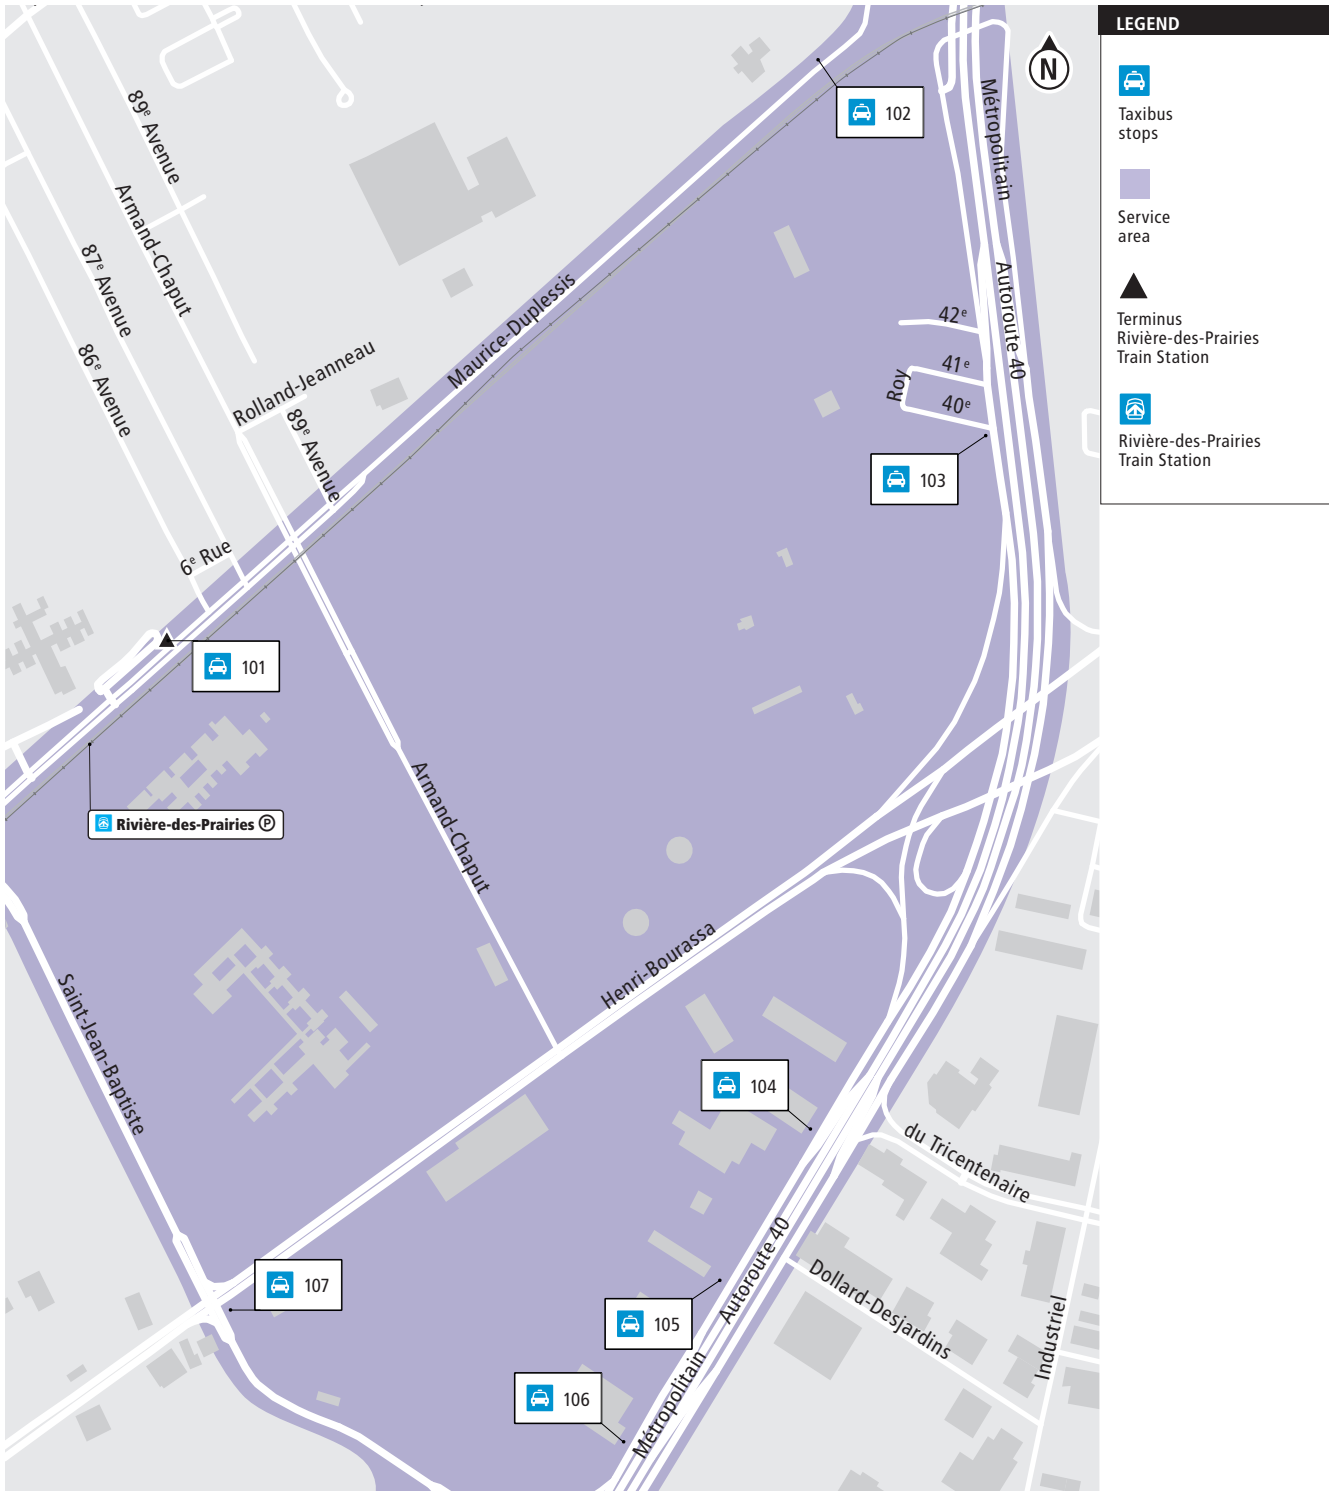 LEGEND
Taxibus
stops
Service
area
Terminus
Rivière-des-Prairies
Train Station
Rivière-des-Prairies
Train Station
N
102
Métropolitain
89e Avenue
Armand-Chaput
87e Avenue
86e Avenue
Autoroute 40
Maurice-Duplessis
42e
41e
Roy
40e
Rolland-Jeanneau
89e Avenue
103
6e Rue
101
Rivière-des-Prairies P
Armand-Chaput
Henri-Bourassa
Saint-Jean-Baptiste
104
du Tricentenaire
107
105
Autoroute 40
Dollard-Desjardins
Industriel
106
Métropolitain